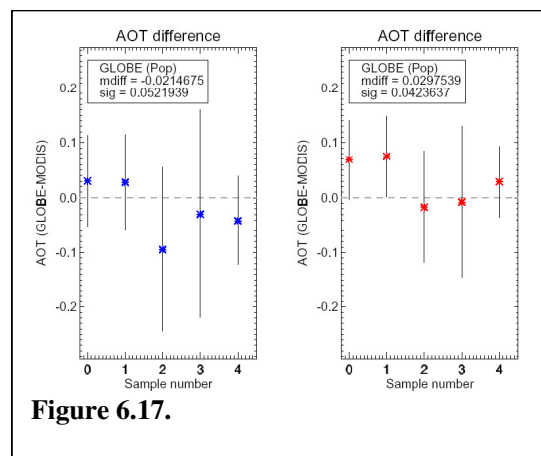 AOT difference
GLOBE (Pop)
mdiff = -0.0214675
sig = 0.0521939
AOT (GLOBE-MODIS)
0.2
0.1
0.0
-0.1
-0.2
0 1 2 3 4
Sample number
AOT difference
GLOBE (Pop)
mdiff = 0.0297539
sig = 0.0423637
AOT (GLOBE-MODIS)
0.2
0.1
0.0
-0.1
-0.2
0 1 2 3 4
Sample number
Figure 6.17.